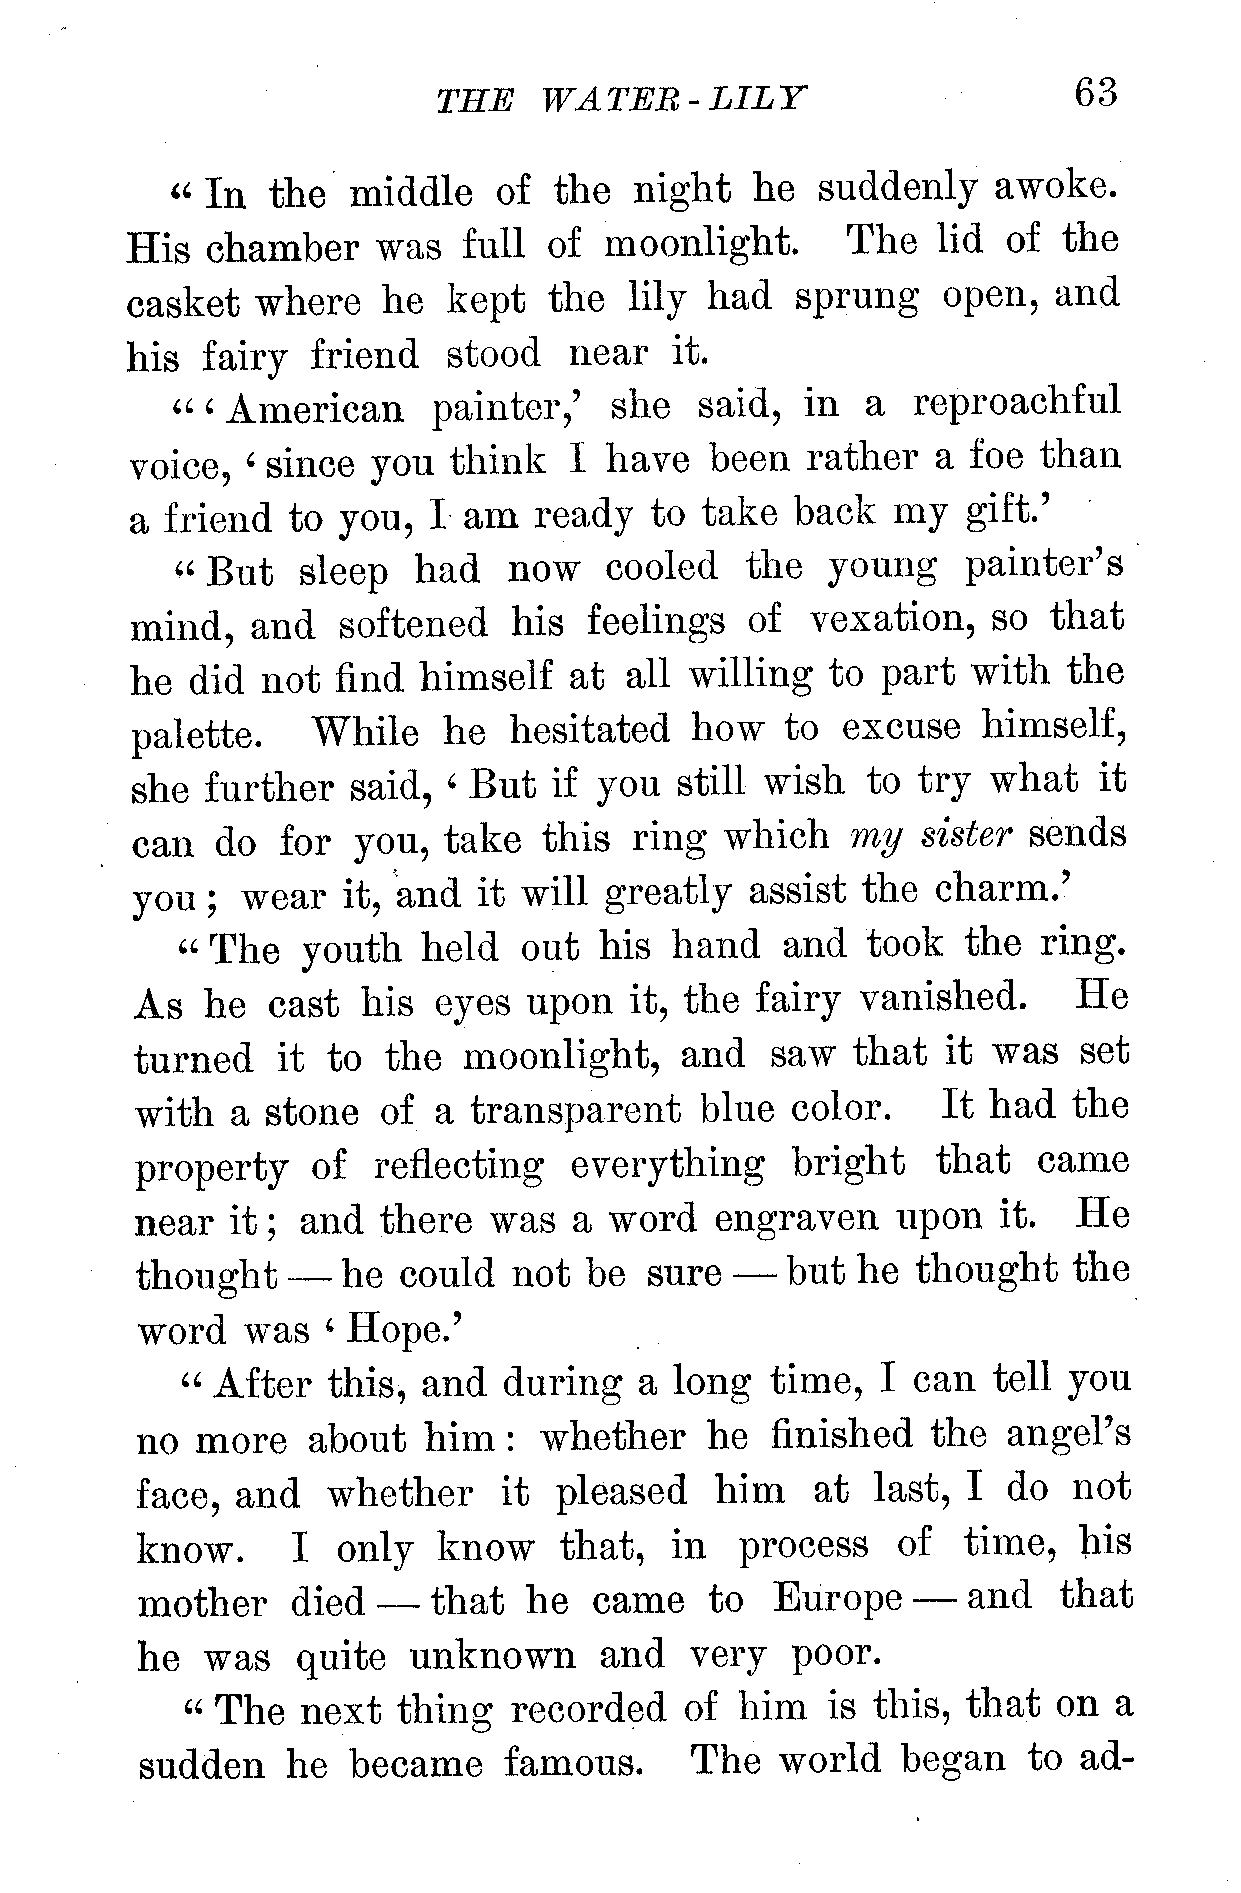 THE WATER-LILY 63
“ In the middle of the night he suddenly awoke.
His chamber was full of moonlight. The lid of the
casket where he kept the lily had sprung open, and
his fairy friend stood near it.
“ ‘ American painter,’ she said, in a reproachful
voice, ‘ since you think I have been rather a foe than
a friend to you, I am ready to take back my gift.’
“ But sleep had now cooled the young painter’s
mind, and softened his feelings of vexation, so that
he did not find himself at all willing to part with the
palette. While he hesitated how to excuse himself,
she further said, ‘ But if you still wish to try what it
can do for you, take this ring which my sister sends
you ; wear it, and it will greatly assist the charm.’
“ The youth held out his hand and took the ring.
As he cast his eyes upon it, the fairy vanished. He
turned it to the moonlight, and saw that it was set
with a stone of a transparent blue color. It had the
property of reflecting everything bright that came
near it ; and there was a word engraven upon it. He
thought — he could not be sure — but he thought the
word was ‘ Hope.’
“ After this, and during a long time, I can tell you
no more about him : whether he finished the angel’s
face, and whether it pleased him at last, I do not
know. I only know that, in process of time, his
mother died — that he came to Europe — and that
he was quite unknown and very poor.
“ The next thing recorded of him is this, that on a
sudden he became famous. The world began to ad-